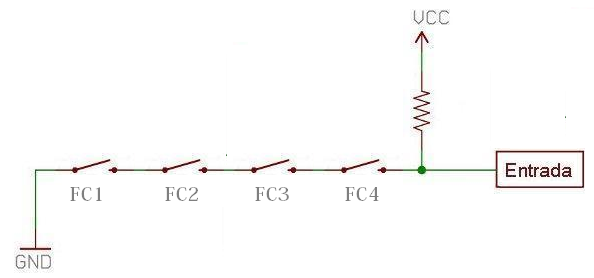 VCC
Entrada
FC1 FC2 FC3 FC4
GND